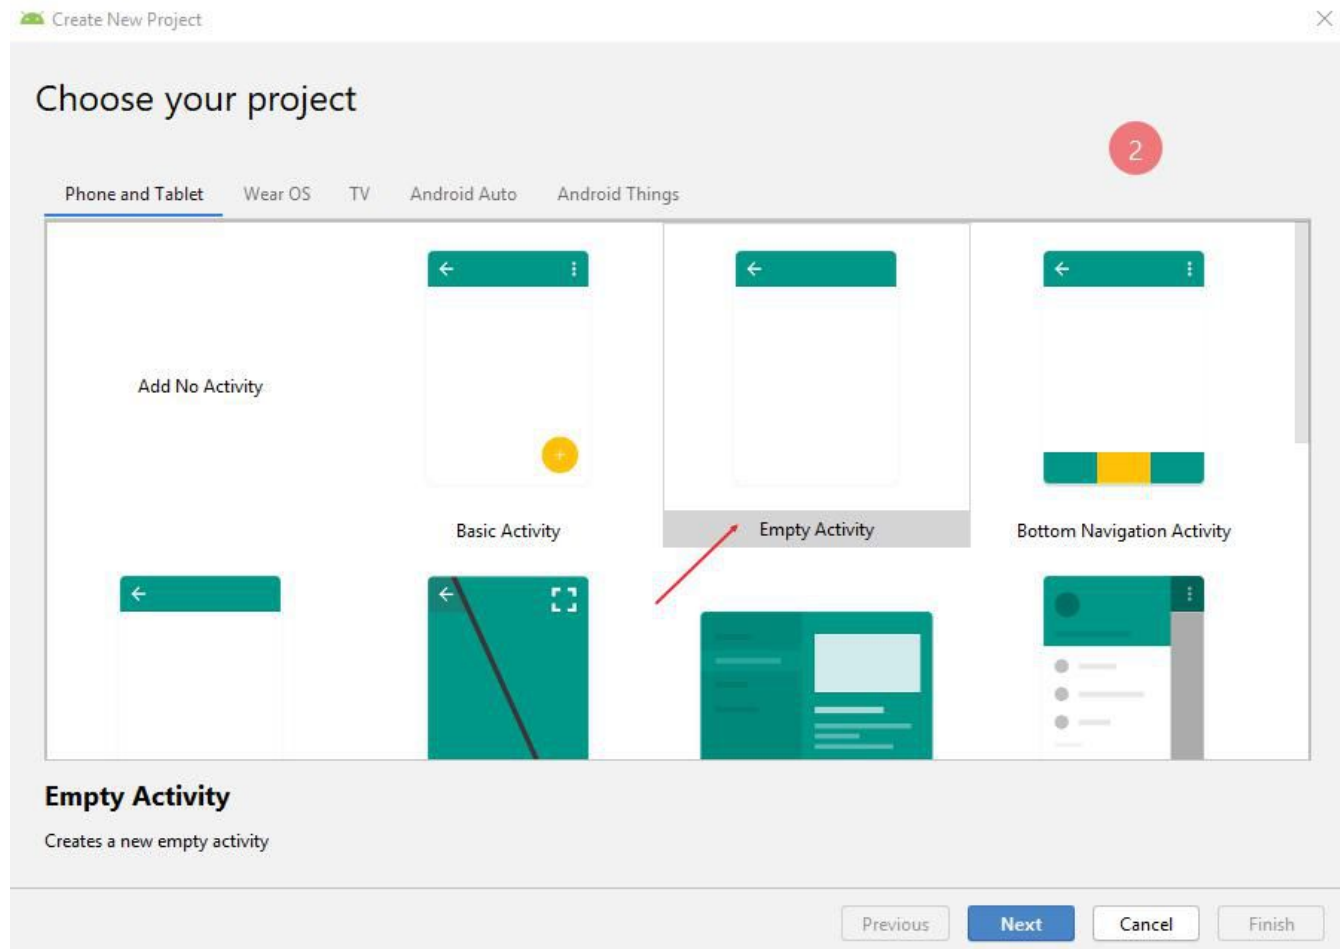 Create New Project
Choose your project
2
Phone and Tablet Wear OS TV Android Auto Android Things
Add No Activity
Basic Activity
Empty Activity
Bottom Navigation Activity
Empty Activity
Creates a new empty activity
Previous Next Cancel Finish